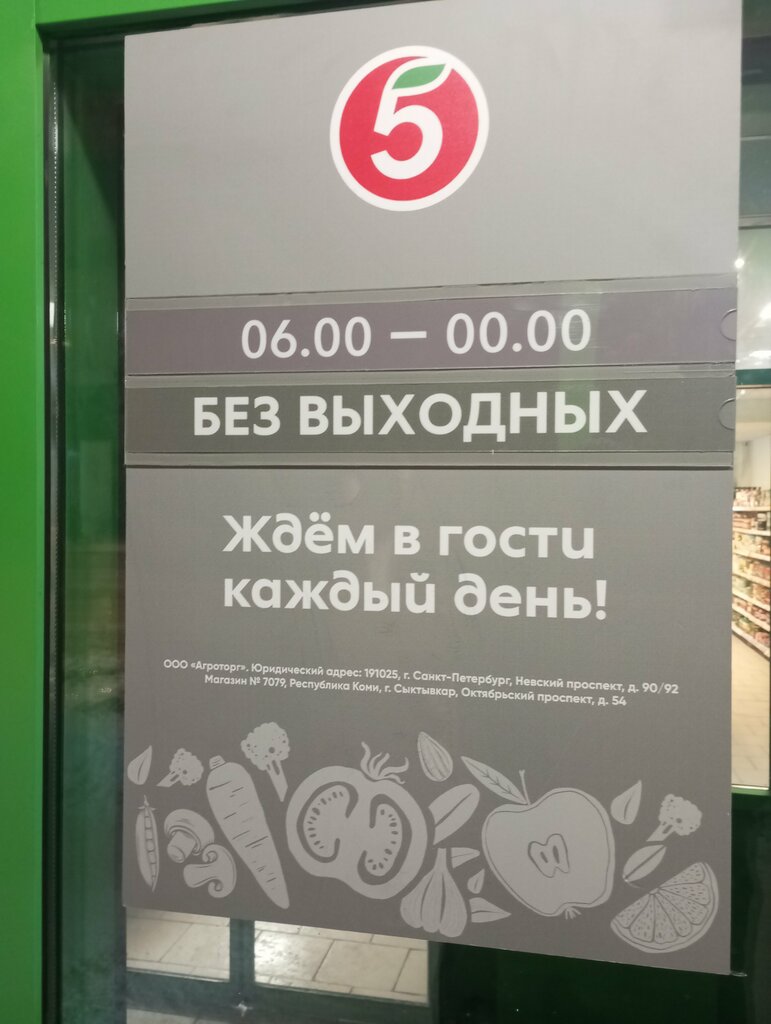 5
06.00 — 00.00
БЕЗ ВЫХОДНЫХ
Ждём в гости
каждый день!
ООО «Агроторг». Юридический адрес: 191025, г. Санкт-Петербург, Невский проспект, д. 90/92
Магазин № 7079, Республика Коми, г. Сыктывкар, Октябрьский проспект, д. 54